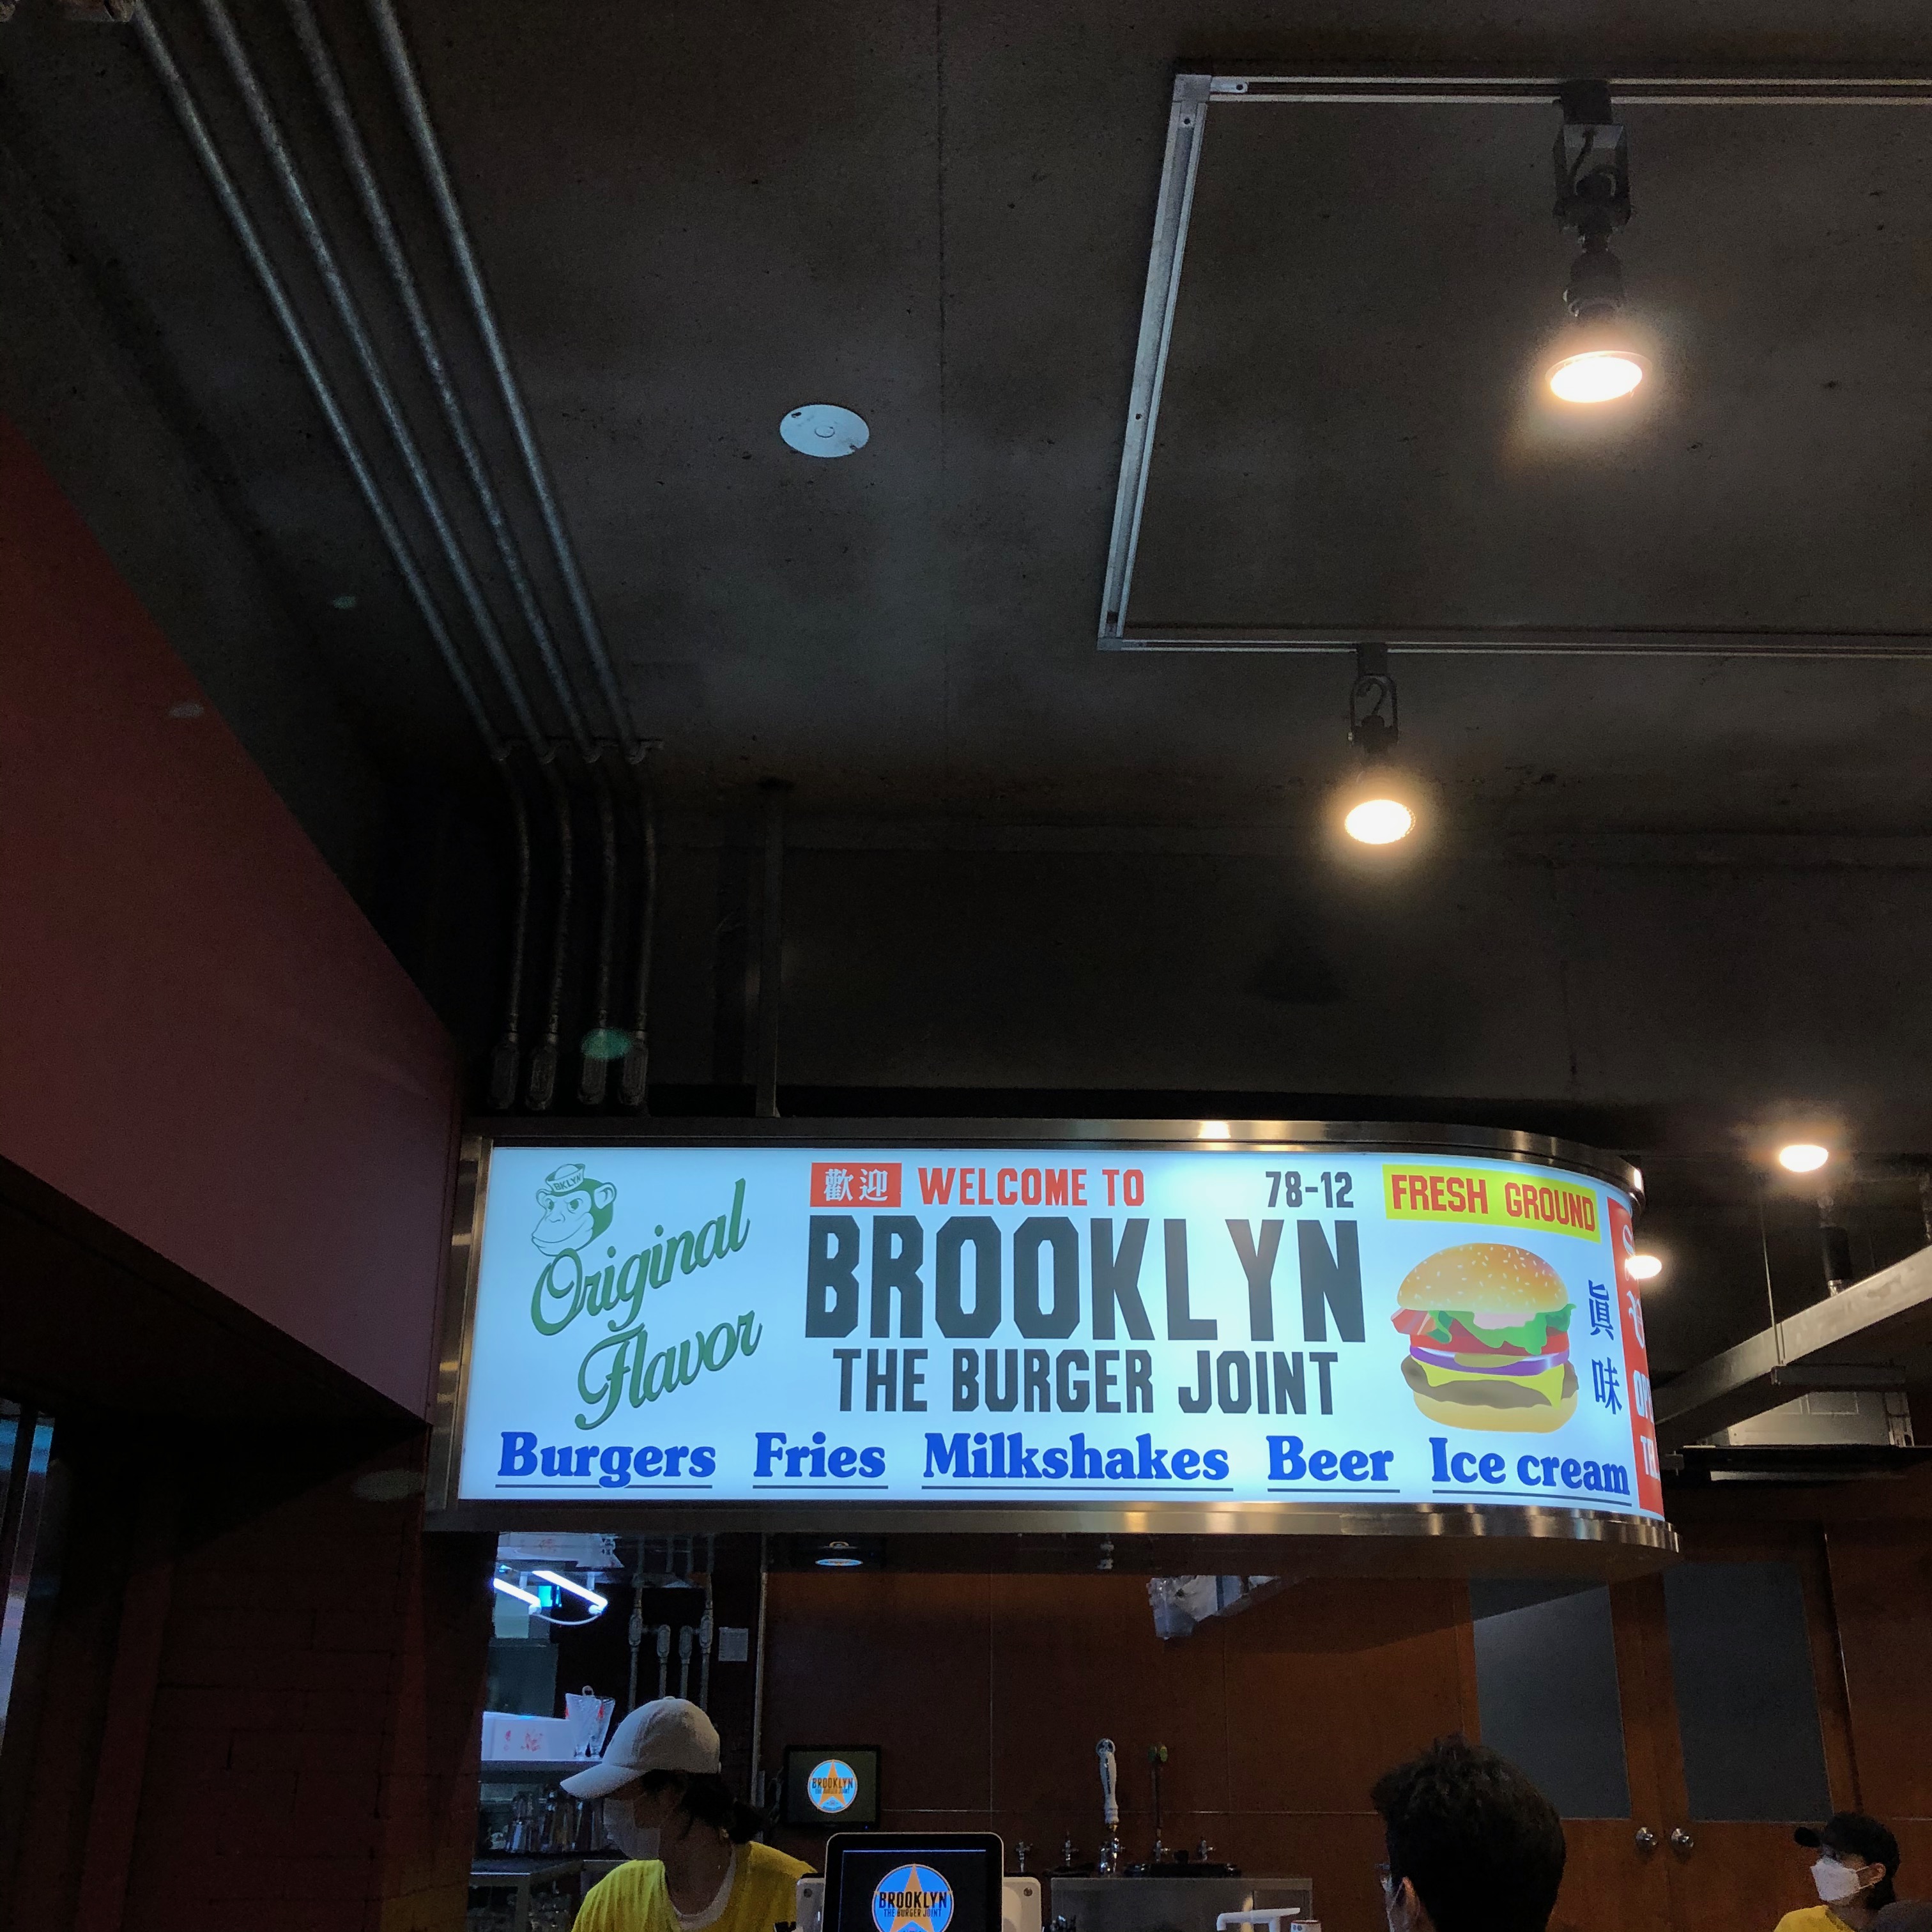 BKLYN
Original
Flavor
歡迎 WELCOME TO 78-12
BROOKLYN
THE BURGER JOINT
FRESH GROUND
眞味
Burgers Fries Milkshakes Beer Ice cream
BROOKLYN
THE BURGER JOINT
BROOKLYN
THE BURGER JOINT